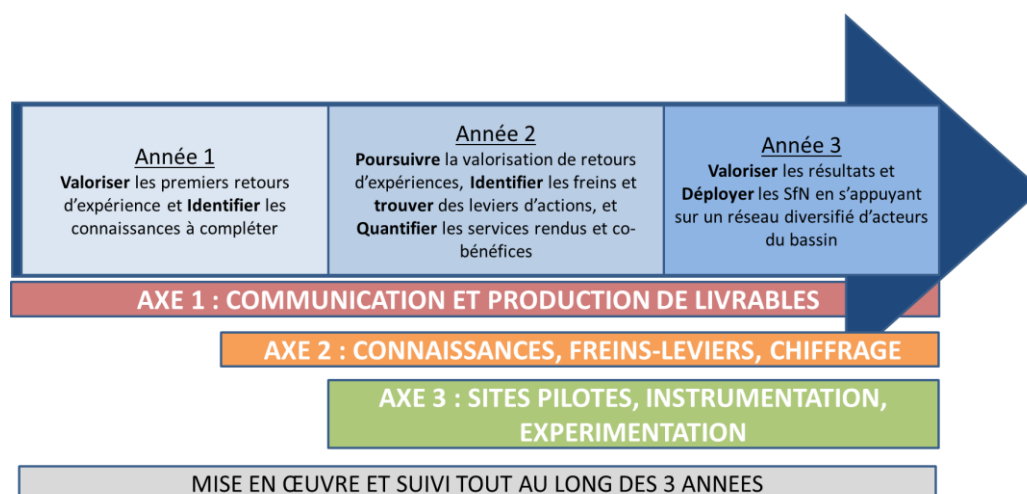 Année 1
Valoriser les premiers retours
d'expérience et Identifier les
connaissances à compléter
Année 2
Poursuivre la valorisation de retours
d'expériences, Identifier les freins et
trouver des leviers d'actions, et
Quantifier les services rendus et co-
bénéfices
Année 3
Valoriser les résultats et
Déployer les SfN en s'appuyant
sur un réseau diversifié d'acteurs
du bassin
AXE 1 : COMMUNICATION ET PRODUCTION DE LIVRABLES
AXE 2 : CONNAISSANCES, FREINS-LEVIERS, CHIFFRAGE
AXE 3 : SITES PILOTES, INSTRUMENTATION,
EXPERIMENTATION
MISE EN ŒUVRE ET SUIVI TOUT AU LONG DES 3 ANNEES